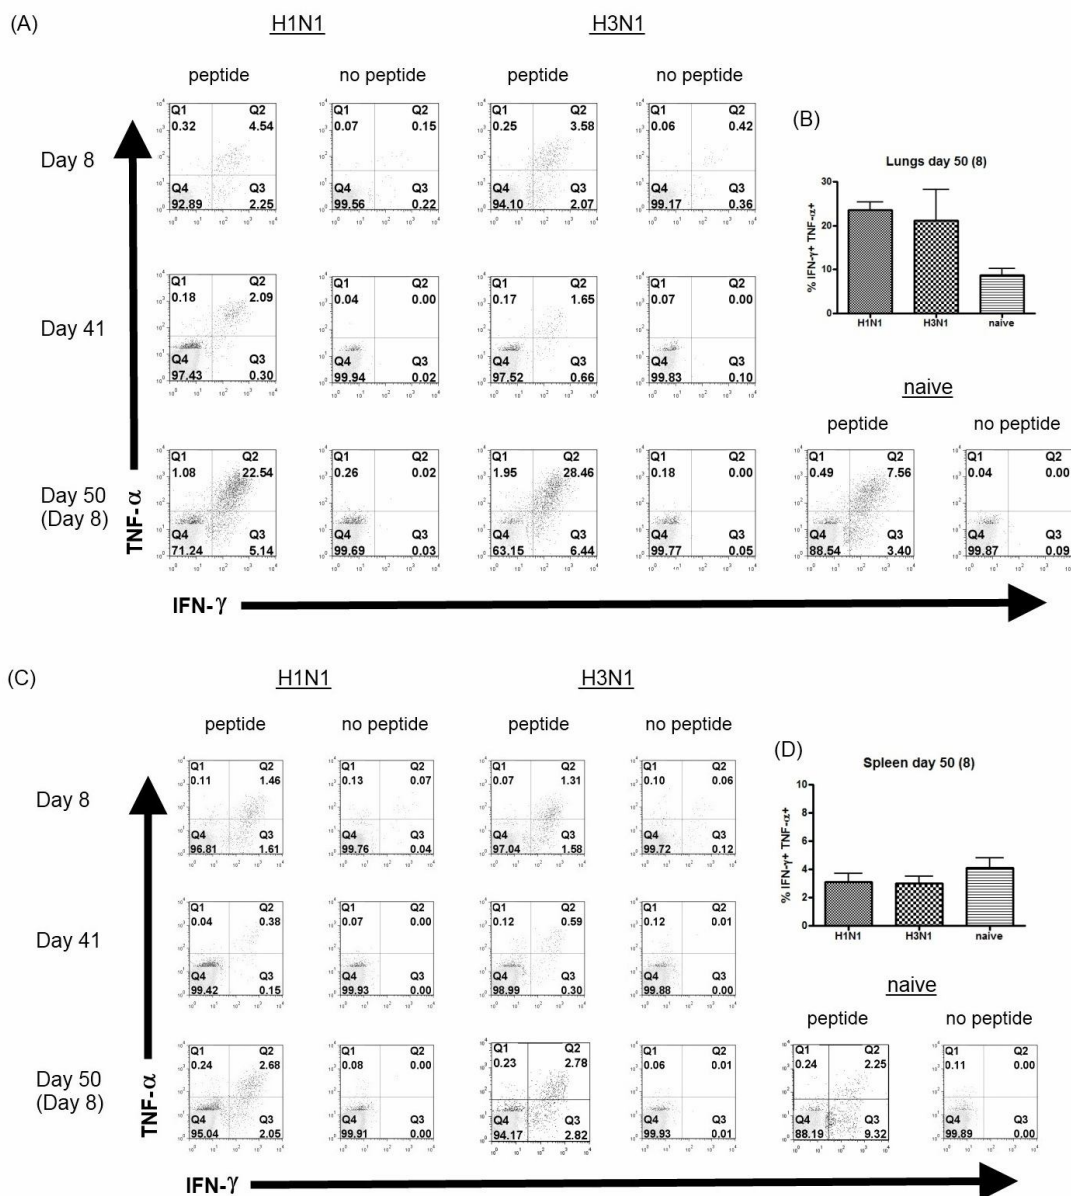 (A)
H1N1
H3N1
peptide
no peptide
peptide
no peptide
Day 8
Q1 Q2
0.32 4.54
Q4 Q3
92.89 2.25
Q1 Q2
0.07 0.15
Q4 Q3
99.56 0.22
Q1 Q2
0.25 3.58
Q4 Q3
94.10 2.07
Q1 Q2
0.06 0.42
Q4 Q3
99.17 0.36
(B)
Lungs day 50 (8)
% IFN-γ+ TNF-α+
30
20
10
0
H1N1
H3N1
naive
Day 41
Q1 Q2
0.18 2.09
Q4 Q3
97.43 0.30
Q1 Q2
0.04 0.00
Q4 Q3
99.94 0.02
Q1 Q2
0.17 1.65
Q4 Q3
97.52 0.66
Q1 Q2
0.07 0.00
Q4 Q3
99.83 0.10
naive
peptide
no peptide
Day 50
(Day 8)
Q1 Q2
1.08 22.54
Q4 Q3
71.24 5.14
Q1 Q2
0.26 0.02
Q4 Q3
99.69 0.03
Q1 Q2
1.95 28.46
Q4 Q3
63.15 6.44
Q1 Q2
0.18 0.00
Q4 Q3
99.77 0.05
Q1 Q2
0.49 7.56
Q4 Q3
88.54 3.40
Q1 Q2
0.04 0.00
Q4 Q3
99.87 0.09
TNF-α
IFN-γ
(C)
H1N1
H3N1
peptide
no peptide
peptide
no peptide
Day 8
Q1 Q2
0.11 1.46
Q4 Q3
96.81 1.61
Q1 Q2
0.13 0.07
Q4 Q3
99.76 0.04
Q1 Q2
0.07 1.31
Q4 Q3
97.04 1.58
Q1 Q2
0.10 0.06
Q4 Q3
99.72 0.12
(D)
Spleen day 50 (8)
% IFN-γ+ TNF-α+
10
8
6
4
2
0
H1N1
H3N1
naive
Day 41
Q1 Q2
0.04 0.38
Q4 Q3
99.42 0.15
Q1 Q2
0.07 0.00
Q4 Q3
99.93 0.00
Q1 Q2
0.12 0.59
Q4 Q3
98.99 0.30
Q1 Q2
0.12 0.01
Q4 Q3
99.88 0.00
naive
peptide
no peptide
Day 50
(Day 8)
Q1 Q2
0.24 2.68
Q4 Q3
95.04 2.05
Q1 Q2
0.08 0.00
Q4 Q3
99.91 0.00
Q1 Q2
0.23 2.78
Q4 Q3
94.17 2.82
Q1 Q2
0.06 0.01
Q4 Q3
99.93 0.01
Q1 Q2
0.24 2.25
Q4 Q3
88.19 9.32
Q1 Q2
0.11 0.00
Q4 Q3
99.89 0.00
TNF-α
IFN-γ